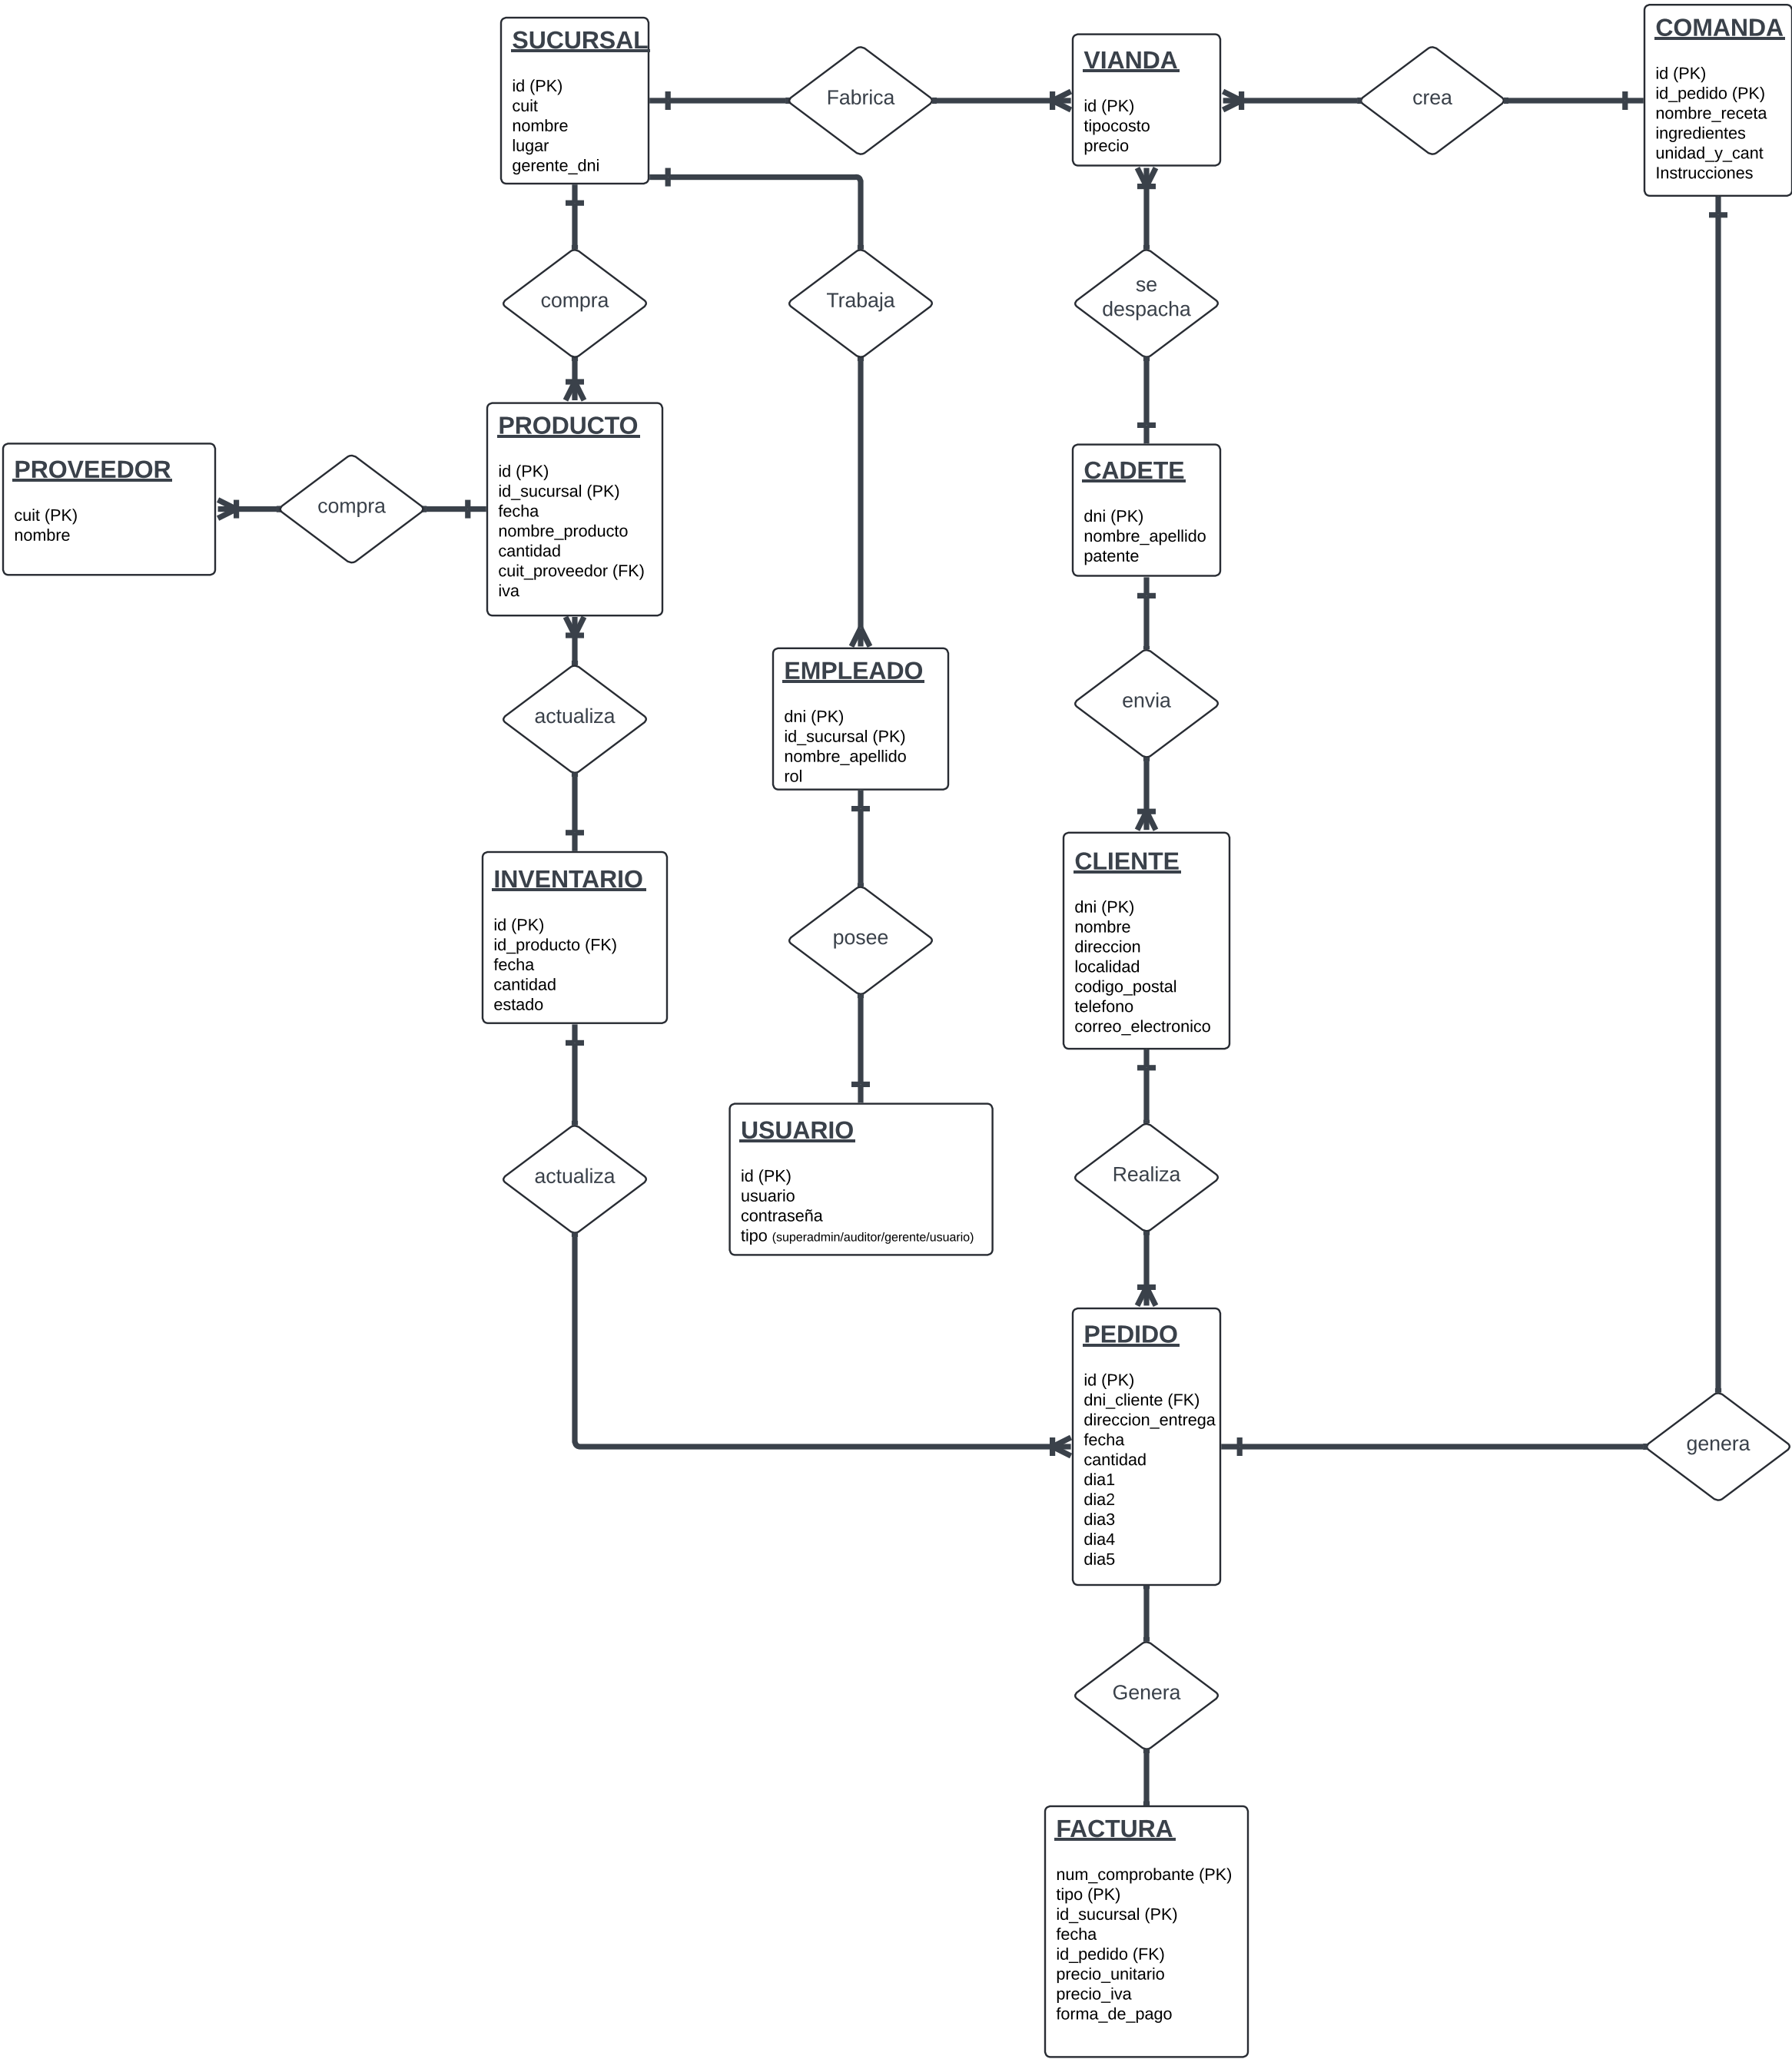 SUCURSAL
id (PK)
cuit
nombre
lugar
gerente_dni
Fabrica
VIANDA
id (PK)
tipocosto
precio
crea
COMANDA
id (PK)
id_pedido (PK)
nombre_receta
ingredientes
unidad_y_cant
Instrucciones
compra
Trabaja
se
despacha
PROVEEDOR
cuit (PK)
nombre
compra
PRODUCTO
id (PK)
id_sucursal (PK)
fecha
nombre_producto
cantidad
cuit_proveedor (FK)
iva
CADETE
dni (PK)
nombre_apellido
patente
actualiza
EMPLEADO
dni (PK)
id_sucursal (PK)
nombre_apellido
rol
envia
INVENTARIO
id (PK)
id_producto (FK)
fecha
cantidad
estado
posee
CLIENTE
dni (PK)
nombre
direccion
localidad
codigo_postal
telefono
correo_electronico
actualiza
USUARIO
id (PK)
usuario
contraseña
tipo (superadmin/auditor/gerente/usuario)
Realiza
PEDIDO
id (PK)
dni_cliente (FK)
direccion_entrega
fecha
cantidad
dia1
dia2
dia3
dia4
dia5
genera
Genera
FACTURA
num_comprobante (PK)
tipo (PK)
id_sucursal (PK)
fecha
id_pedido (FK)
precio_unitario
precio_iva
forma_de_pago